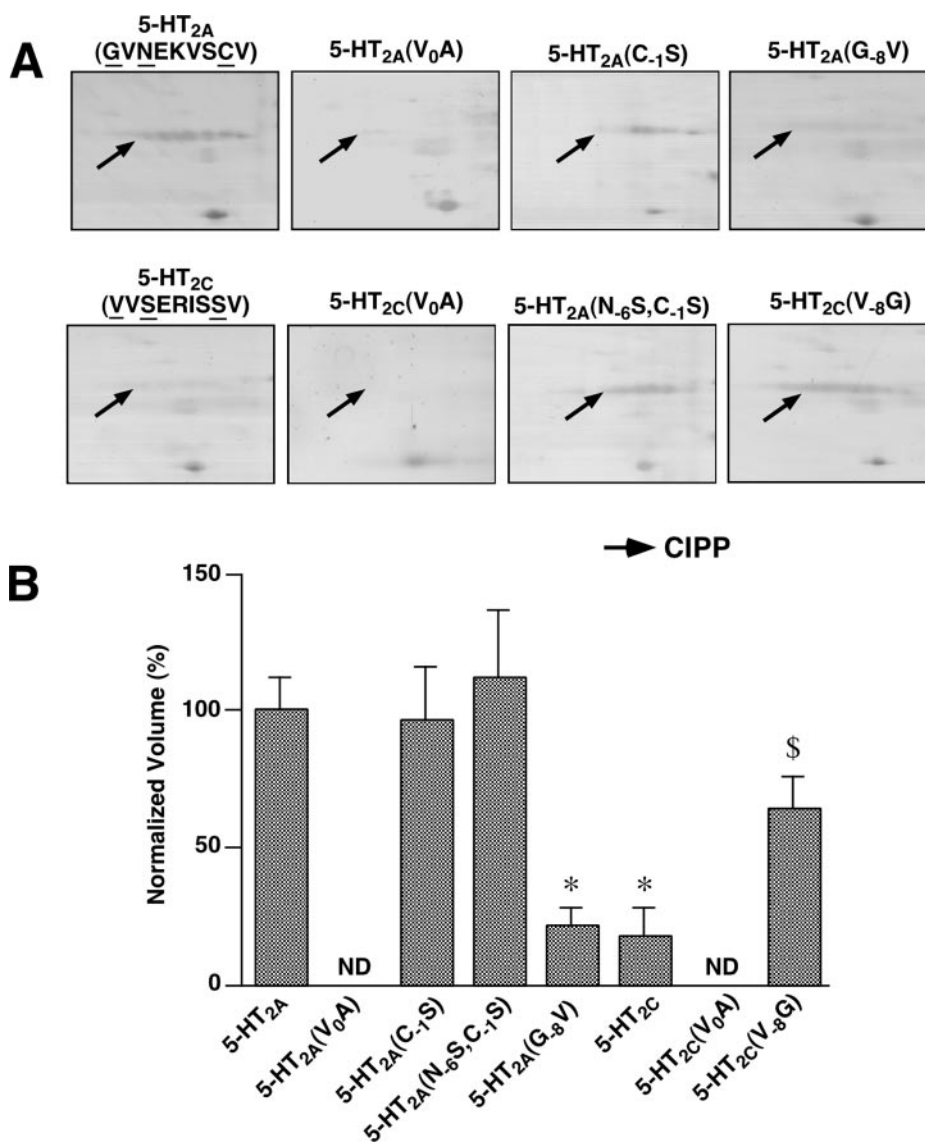 A
5-HT2A
(GVNEKVSCV)
5-HT2A(V0A)
5-HT2A(C-1S)
5-HT2A(G-8V)
5-HT2C
(VVSERISSV)
5-HT2C(V0A)
5-HT2A(N-6S,C-1S)
5-HT2C(V-8G)
CIPP
B
Normalized Volume (%)
150
100
50
0
ND
*
*
ND
$
5-HT2A
5-HT2A(V0A)
5-HT2A(C-1S)
5-HT2A(N-6S,C-1S)
5-HT2A(G-8V)
5-HT2C
5-HT2C(V0A)
5-HT2C(V-8G)